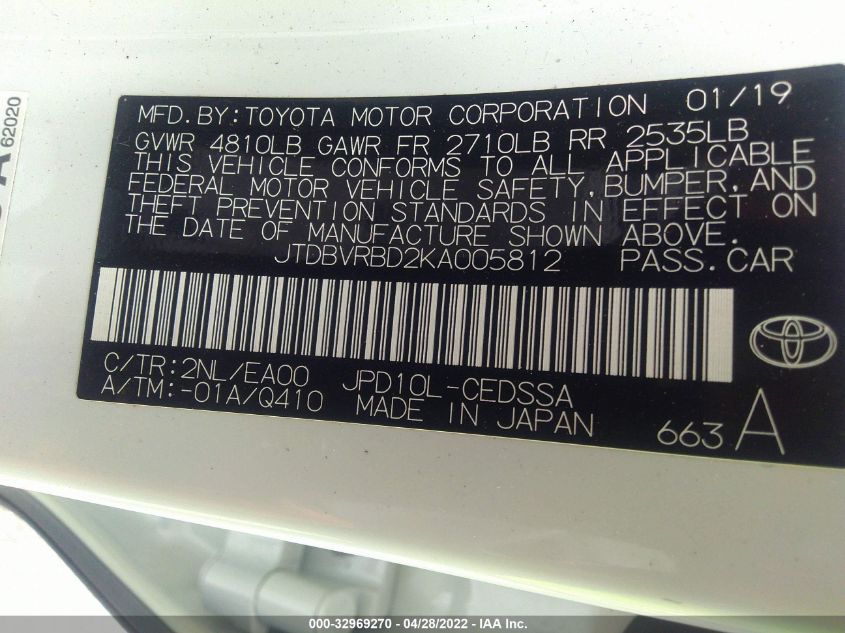 62020
MFD. BY: TOYOTA MOTOR CORPORATION 01/19
GVWR 4810LB GAWR FR 2710LB RR 2535LB
THIS VEHICLE CONFORMS TO ALL APPLICABLE
FEDERAL MOTOR VEHICLE SAFETY, BUMPER, AND
THEFT PREVENTION STANDARDS IN EFFECT ON
THE DATE OF MANUFACTURE SHOWN ABOVE.
JTDBVRBD2KA005812 PASS. CAR
C/TR: 2NL/EA00 JPD10L-CEDSSA
A/TM: -01A/Q410 MADE IN JAPAN
663 A
000-32969270 - 04/28/2022 - IAA Inc.